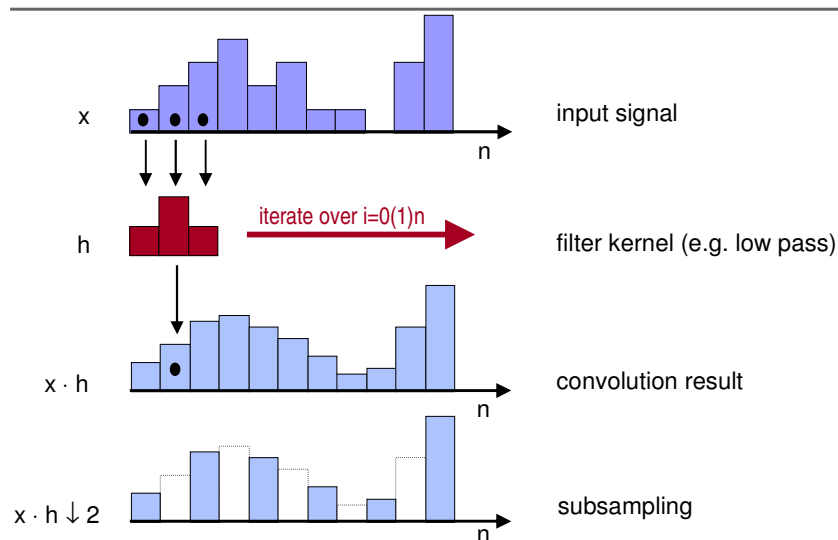 x
input signal
n
iterate over i=0(1)n
h
filter kernel (e.g. low pass)
x · h
convolution result
n
x · h ↓ 2
subsampling
n